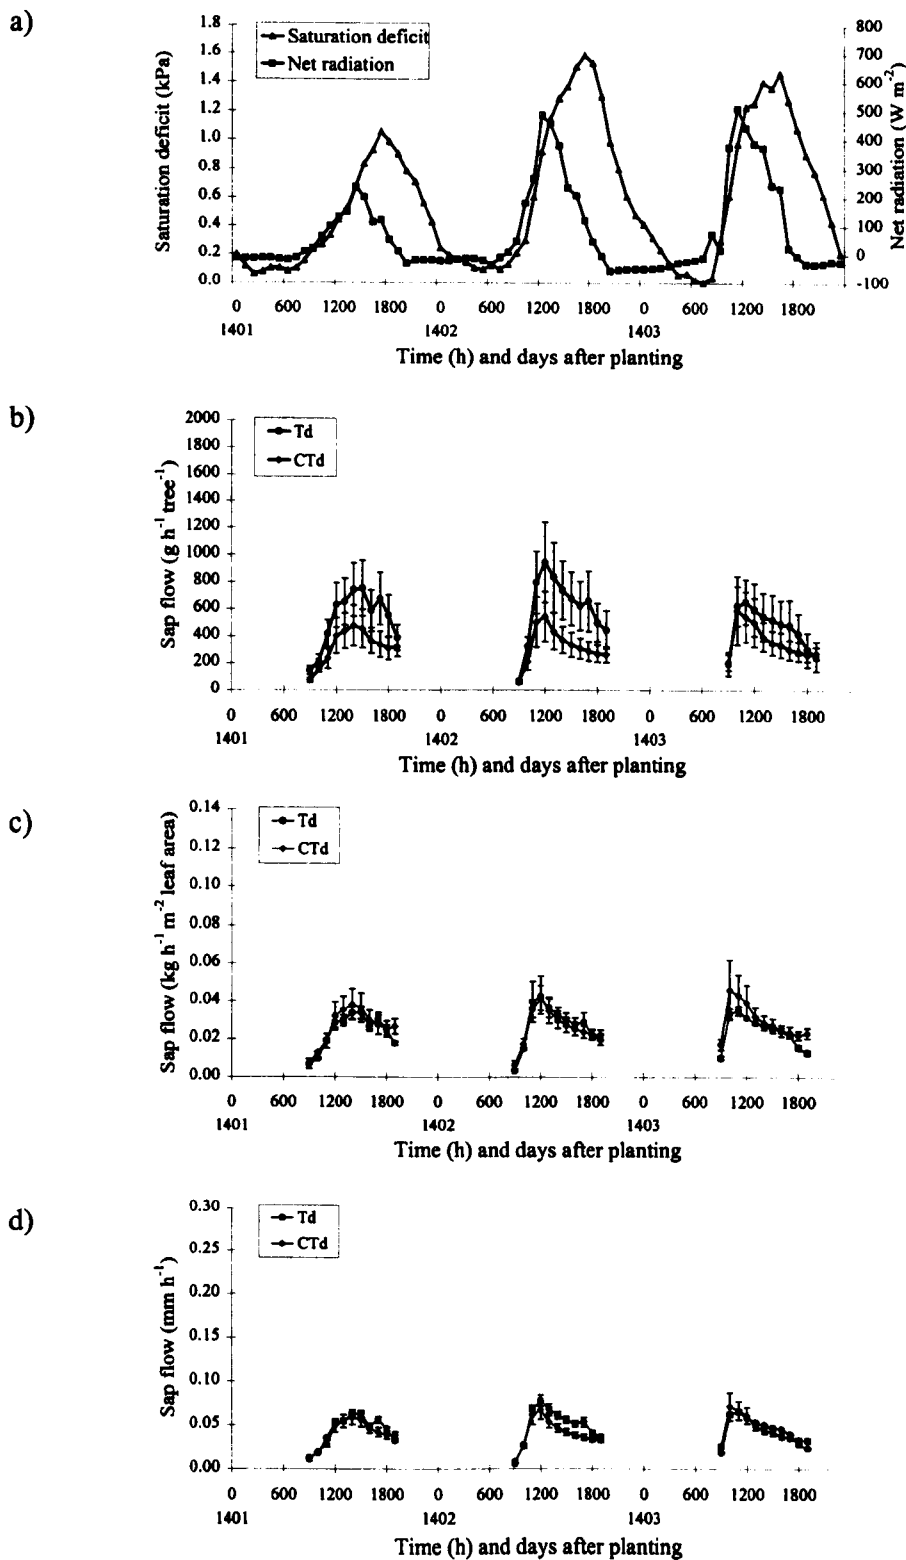 a)
Saturation deficit (kPa)
1.8
1.6
1.4
1.2
1.0
0.8
0.6
0.4
0.2
0.0
Saturation deficit
Net radiation
800
700
600
500
400
300
200
100
0
-100
Net radiation (W m⁻²)
0 600 1200 1800 0 600 1200 1800 0 600 1200 1800
1401 1402 1403
Time (h) and days after planting
b)
Sap flow (g h⁻¹ tree⁻¹)
2000
1800
1600
1400
1200
1000
800
600
400
200
0
Td
CTd
0 600 1200 1800 0 600 1200 1800 0 600 1200 1800
1401 1402 1403
Time (h) and days after planting
c)
Sap flow (kg h⁻¹ m⁻² leaf area)
0.14
0.12
0.10
0.08
0.06
0.04
0.02
0.00
Td
CTd
0 600 1200 1800 0 600 1200 1800 0 600 1200 1800
1401 1402 1403
Time (h) and days after planting
d)
Sap flow (mm h⁻¹)
0.30
0.25
0.20
0.15
0.10
0.05
0.00
Td
CTd
0 600 1200 1800 0 600 1200 1800 0 600 1200 1800
1401 1402 1403
Time (h) and days after planting